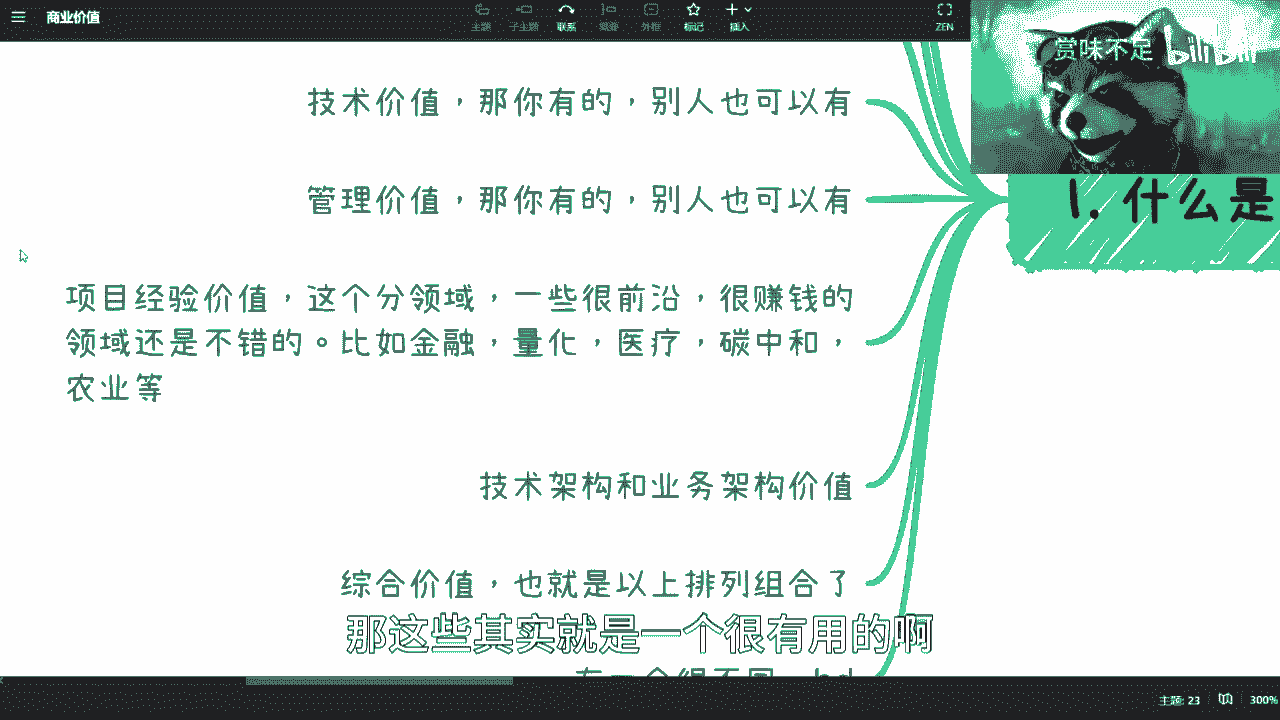 商业价值
主题
子主题
联系
概要
外框
标记
插入
ZEN
赏味不足 bilibili
技术价值，那你有的，别人也可以有
管理价值，那你有的，别人也可以有
1. 什么是
项目经验价值，这个分领域，一些很前沿，很赚钱的
领域还是不错的。比如金融，量化，医疗，碳中和，
农业等
技术架构和业务架构价值
综合价值，也就是以上排列组合了
那这些其实就是一个很有用的啊
主题: 23
300%